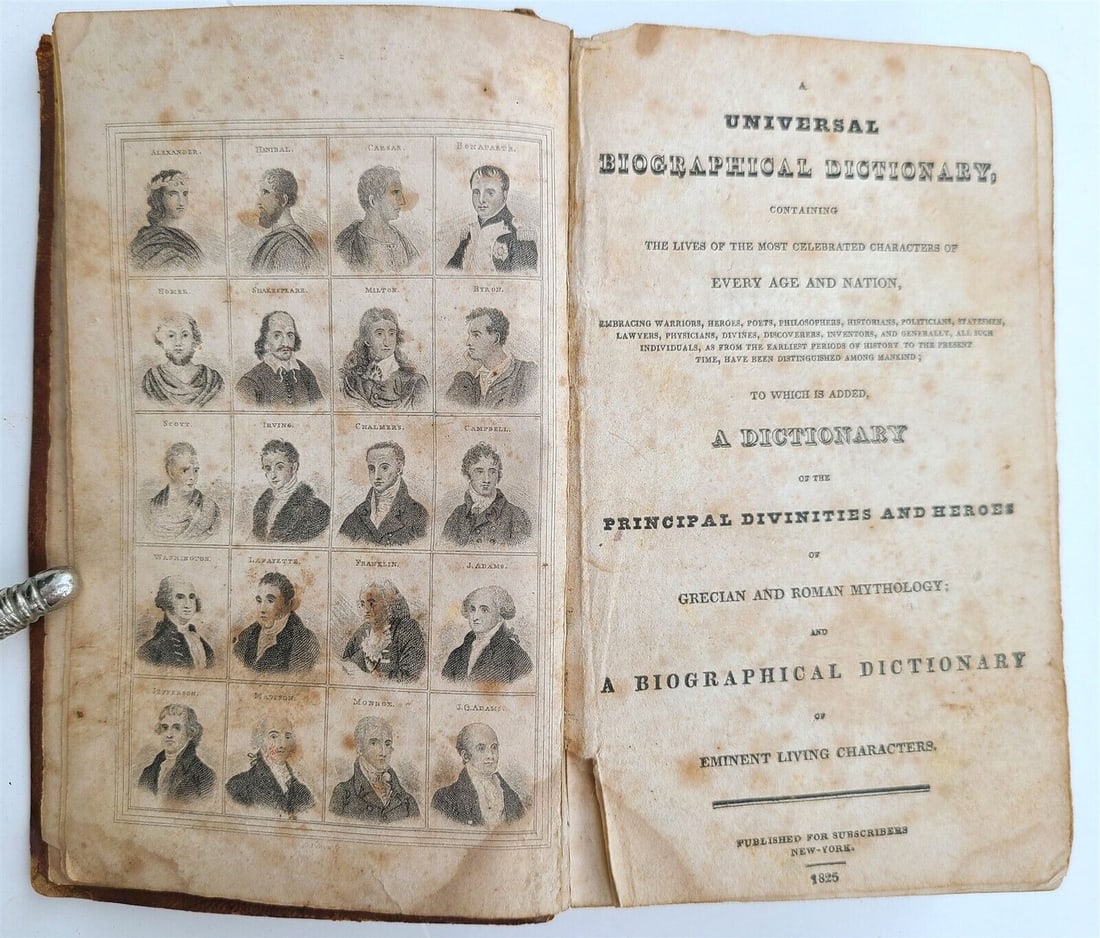 ALEXANDER. HANIBAL. CAESAR. BONAPARTE.
HOMER. SHAKESPEARE. MILTON. BYRON.
SCOTT. IRVING. CHALMERS. CAMPBELL.
WASHINGTON. LAFAYETTE. FRANKLIN. J. ADAMS.
JEFFERSON. MADISON. MONROE. J.Q. ADAMS.
A
UNIVERSAL
BIOGRAPHICAL DICTIONARY,
CONTAINING
THE LIVES OF THE MOST CELEBRATED CHARACTERS OF
EVERY AGE AND NATION,
EMBRACING WARRIORS, HEROES, POETS, PHILOSOPHERS, HISTORIANS, POLITICIANS, STATESMEN,
LAWYERS, PHYSICIANS, DIVINES, DISCOVERERS, INVENTORS, AND GENERALLY, ALL SUCH
INDIVIDUALS, AS FROM THE EARLIEST PERIODS OF HISTORY TO THE PRESENT
TIME, HAVE BEEN DISTINGUISHED AMONG MANKIND;
TO WHICH IS ADDED,
A DICTIONARY
OF THE
PRINCIPAL DIVINITIES AND HEROES
OF
GRECIAN AND ROMAN MYTHOLOGY;
AND
A BIOGRAPHICAL DICTIONARY
OF
EMINENT LIVING CHARACTERS.
PUBLISHED FOR SUBSCRIBERS
NEW-YORK.
1825